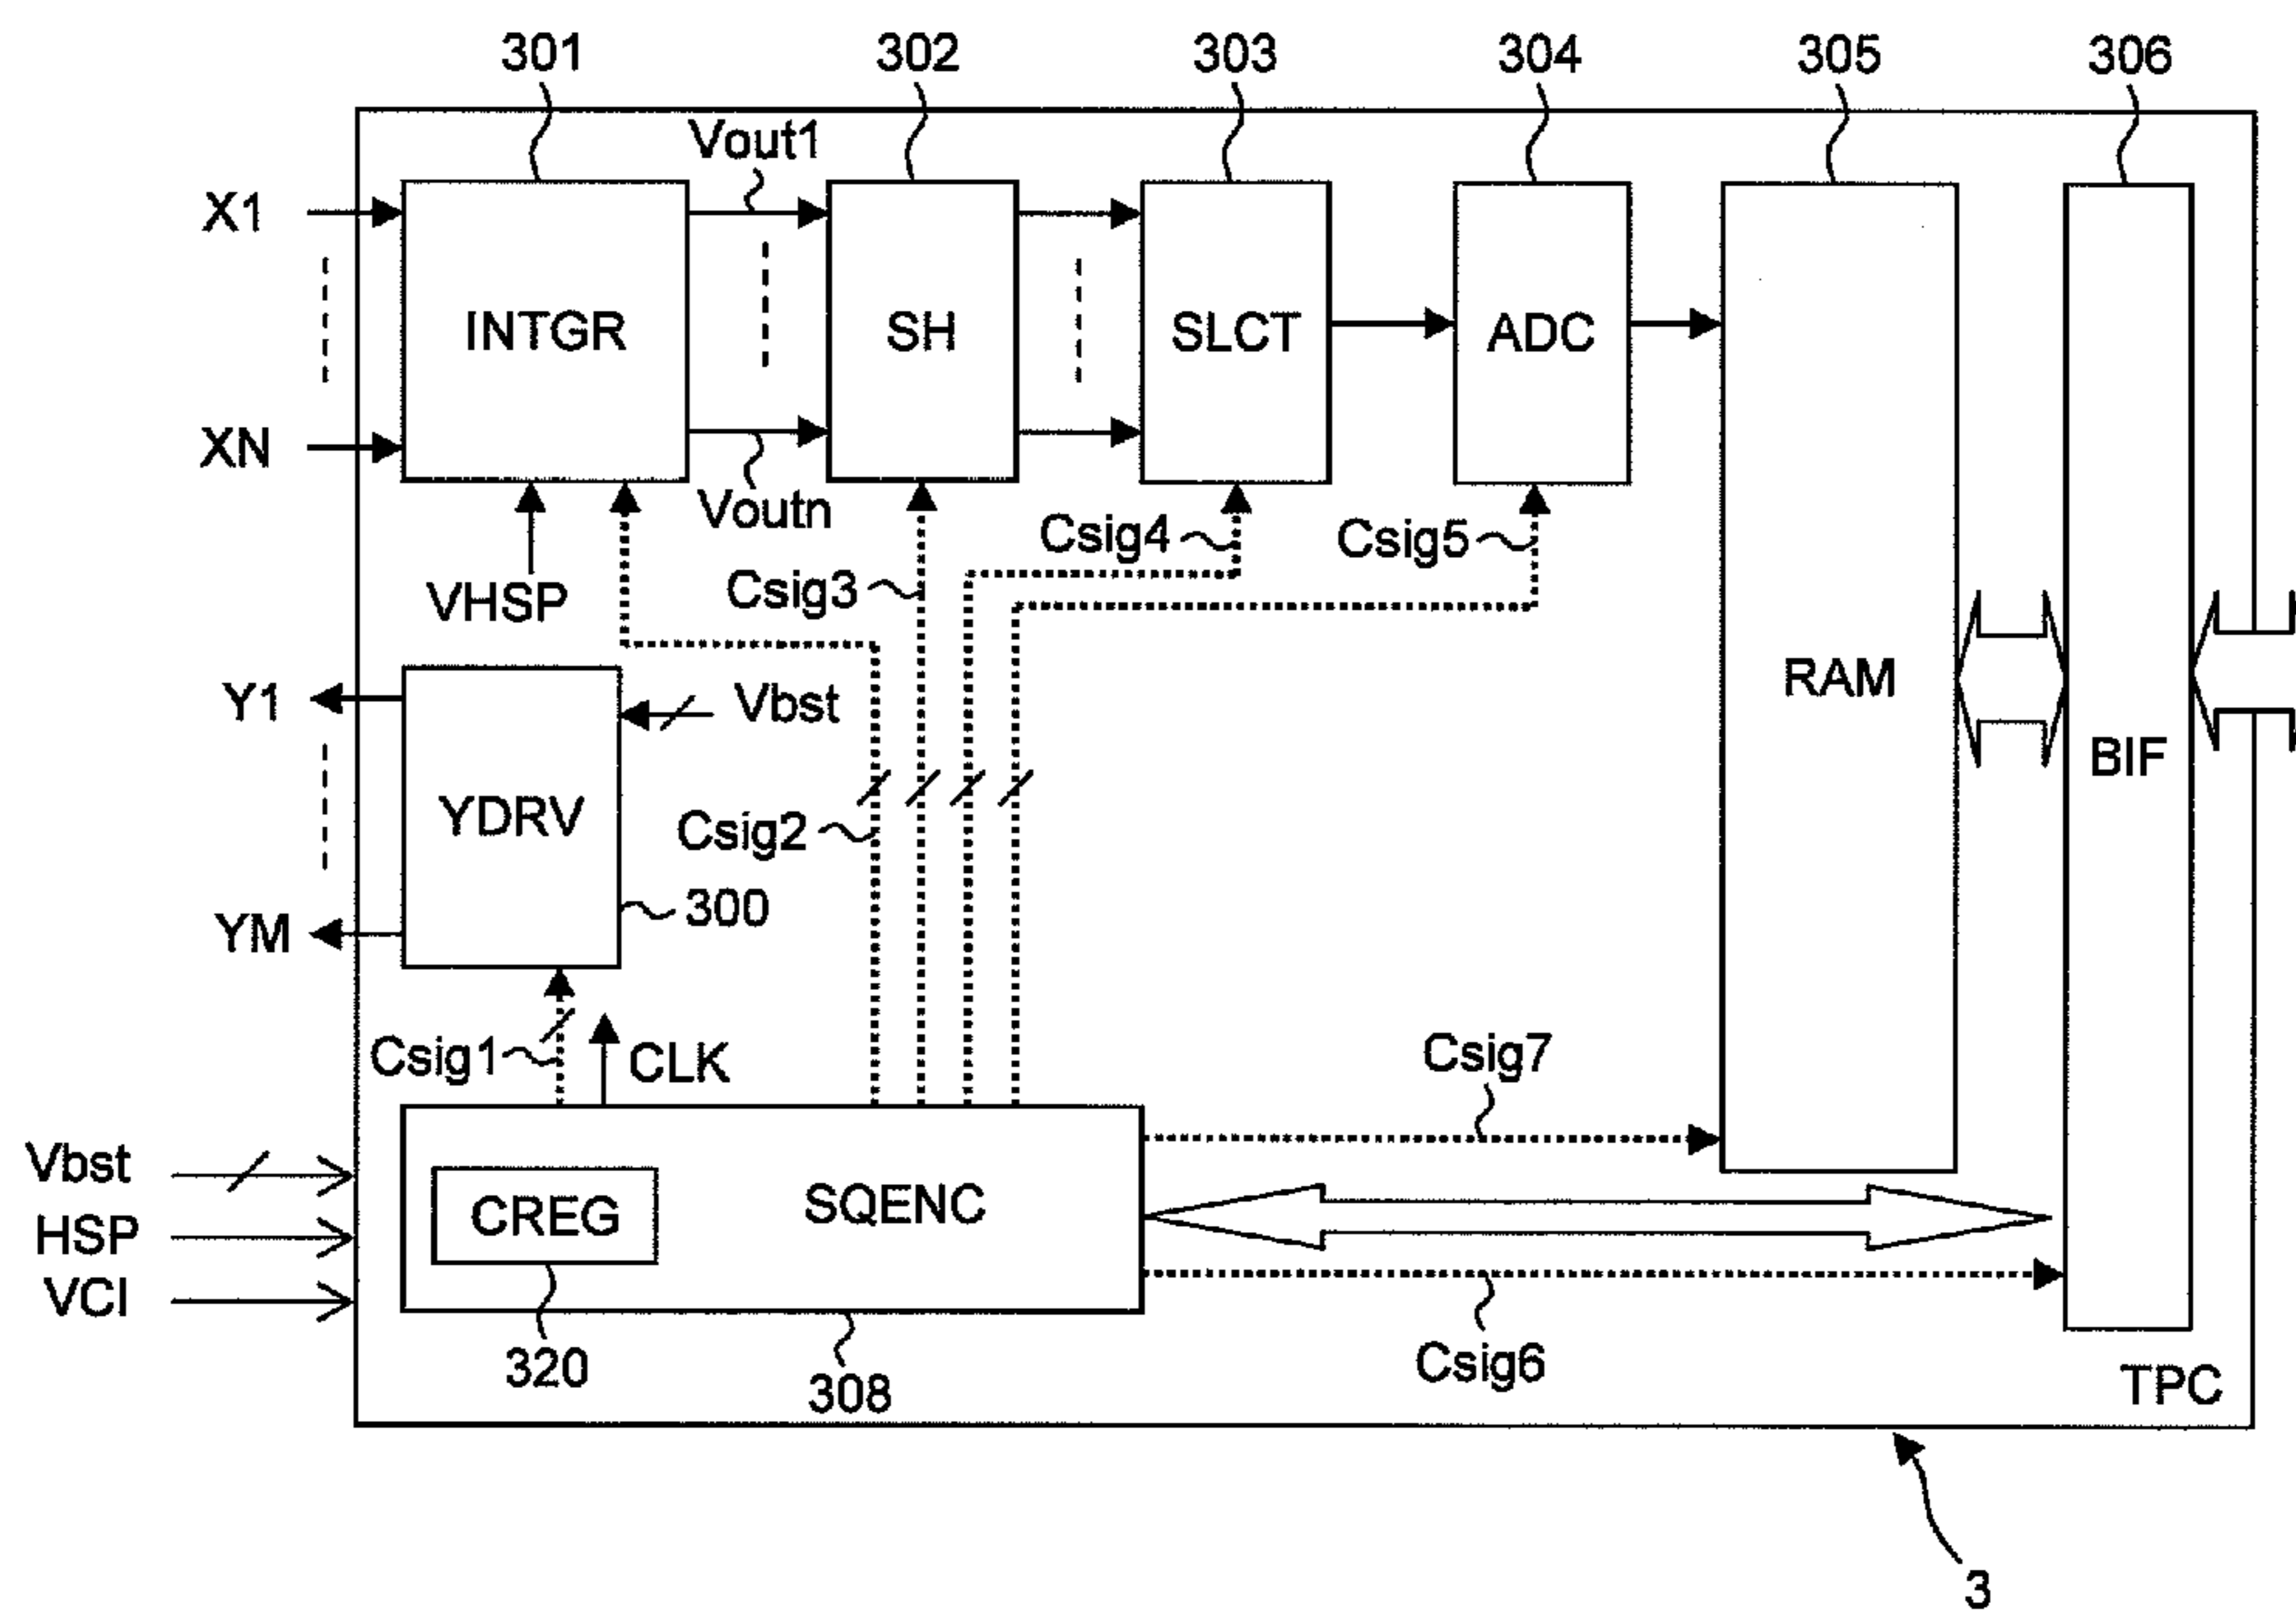 301 302 303 304 305 306
Vout1
X1
INTGR SH SLCT ADC
XN
Voutn
Csig4 Csig5
Csig3
VHSP
RAM
Y1 Vbst
BIF
YDRV
Csig2
300
YM
Csig1 CLK Csig7
Vbst
CREG SQENC
HSP
VCI
320 308 Csig6
TPC
3